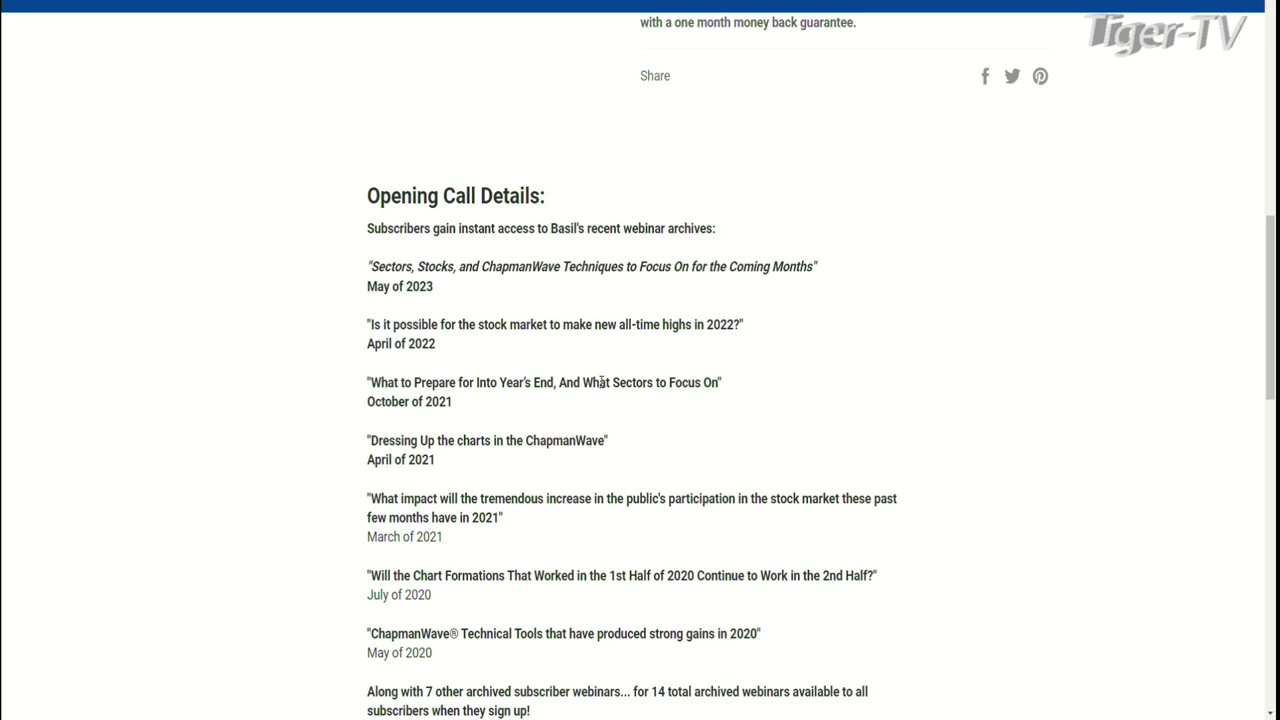 Tiger-TV
with a one month money back guarantee.
Share
Opening Call Details:
Subscribers gain instant access to Basil's recent webinar archives:
"Sectors, Stocks, and ChapmanWave Techniques to Focus On for the Coming Months"
May of 2023
"Is it possible for the stock market to make new all-time highs in 2022?"
April of 2022
"What to Prepare for Into Year's End, And What Sectors to Focus On"
October of 2021
"Dressing Up the charts in the ChapmanWave"
April of 2021
"What impact will the tremendous increase in the public's participation in the stock market these past
few months have in 2021"
March of 2021
"Will the Chart Formations That Worked in the 1st Half of 2020 Continue to Work in the 2nd Half?"
July of 2020
"ChapmanWave® Technical Tools that have produced strong gains in 2020"
May of 2020
Along with 7 other archived subscriber webinars... for 14 total archived webinars available to all
subscribers when they sign up!